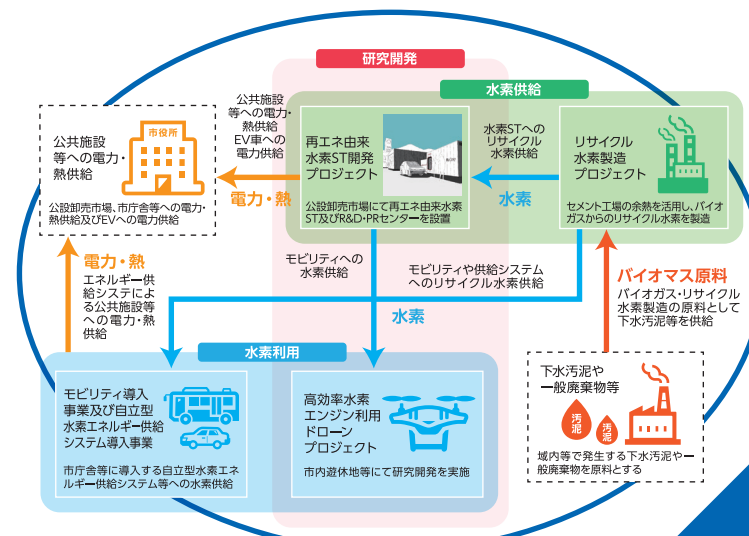 研究開発
水素供給
公共施設
等への電力・
熱供給
市役所
公設卸売市場、市庁舎等への電力・
熱供給及びEVへの電力供給
公共施設
等への電力・
熱供給
EV車への
電力供給
電力・熱
再エネ由来
水素ST開発
プロジェクト
公設卸売市場にて再エネ由来水素
ST及びR&D・PRセンターを設置
水素STへの
リサイクル
水素供給
水素
リサイクル
水素製造
プロジェクト
セメント工場の余熱を活用し、バイオ
ガスからのリサイクル水素を製造
電力・熱
エネルギー供
給システによ
る公共施設等
への電力・熱
供給
モビリティへの
水素供給
モビリティや供給システム
へのリサイクル水素供給
水素
バイオマス原料
バイオガス・リサイクル
水素製造の原料として
下水汚泥等を供給
水素利用
モビリティ導入
事業及び自立型
水素エネルギー供給
システム導入事業
市庁舎等に導入する自立型水素エネ
ルギー供給システム等への水素供給
高効率水素
エンジン利用
ドローン
プロジェクト
市内遊休地等にて研究開発を実施
下水汚泥や
一般廃棄物等
汚泥
汚泥
域内等で発生する下水汚泥や一
般廃棄物を原料とする